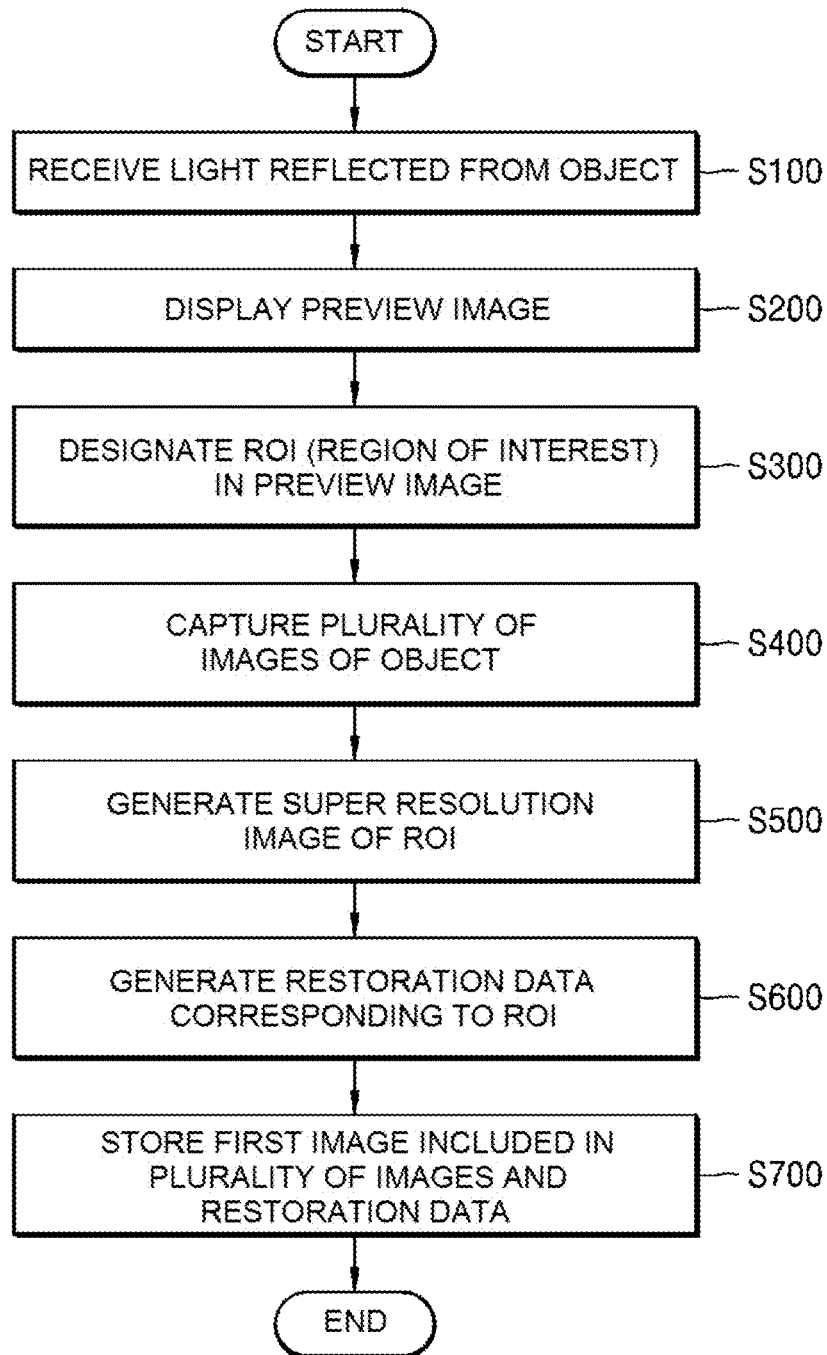 START
RECEIVE LIGHT REFLECTED FROM OBJECT
S100
DISPLAY PREVIEW IMAGE
S200
DESIGNATE ROI (REGION OF INTEREST)
IN PREVIEW IMAGE
S300
CAPTURE PLURALITY OF
IMAGES OF OBJECT
S400
GENERATE SUPER RESOLUTION
IMAGE OF ROI
S500
GENERATE RESTORATION DATA
CORRESPONDING TO ROI
S600
STORE FIRST IMAGE INCLUDED IN
PLURALITY OF IMAGES AND
RESTORATION DATA
S700
END